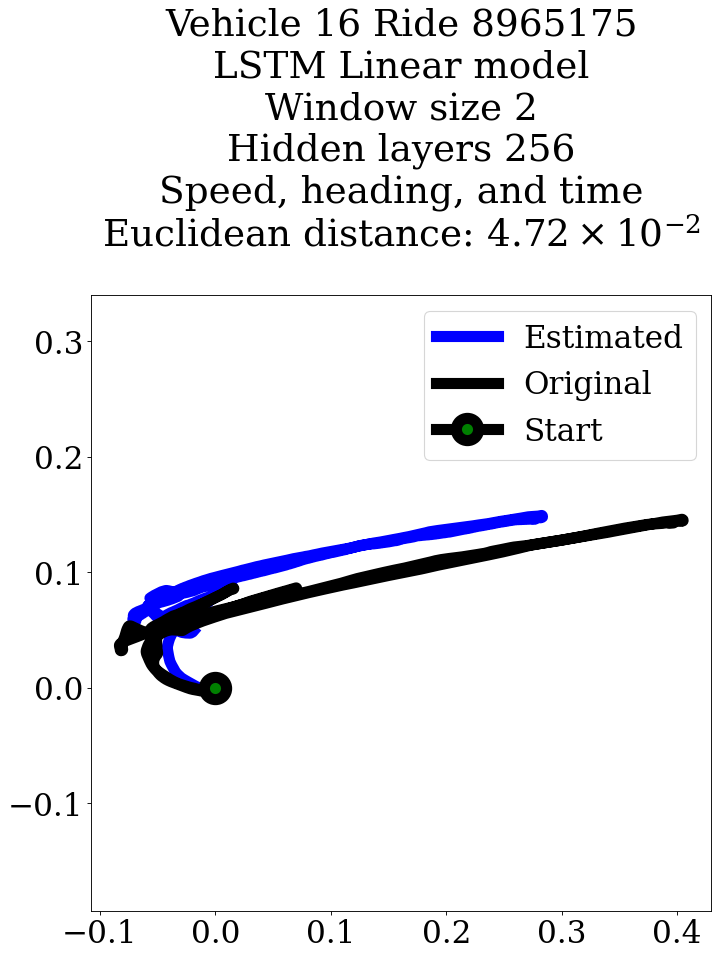 Vehicle 16 Ride 8965175
LSTM Linear model
Window size 2
Hidden layers 256
Speed, heading, and time
Euclidean distance: 4.72 × 10⁻²
Estimated
Original
Start
0.3
0.2
0.1
0.0
−0.1
−0.1 0.0 0.1 0.2 0.3 0.4